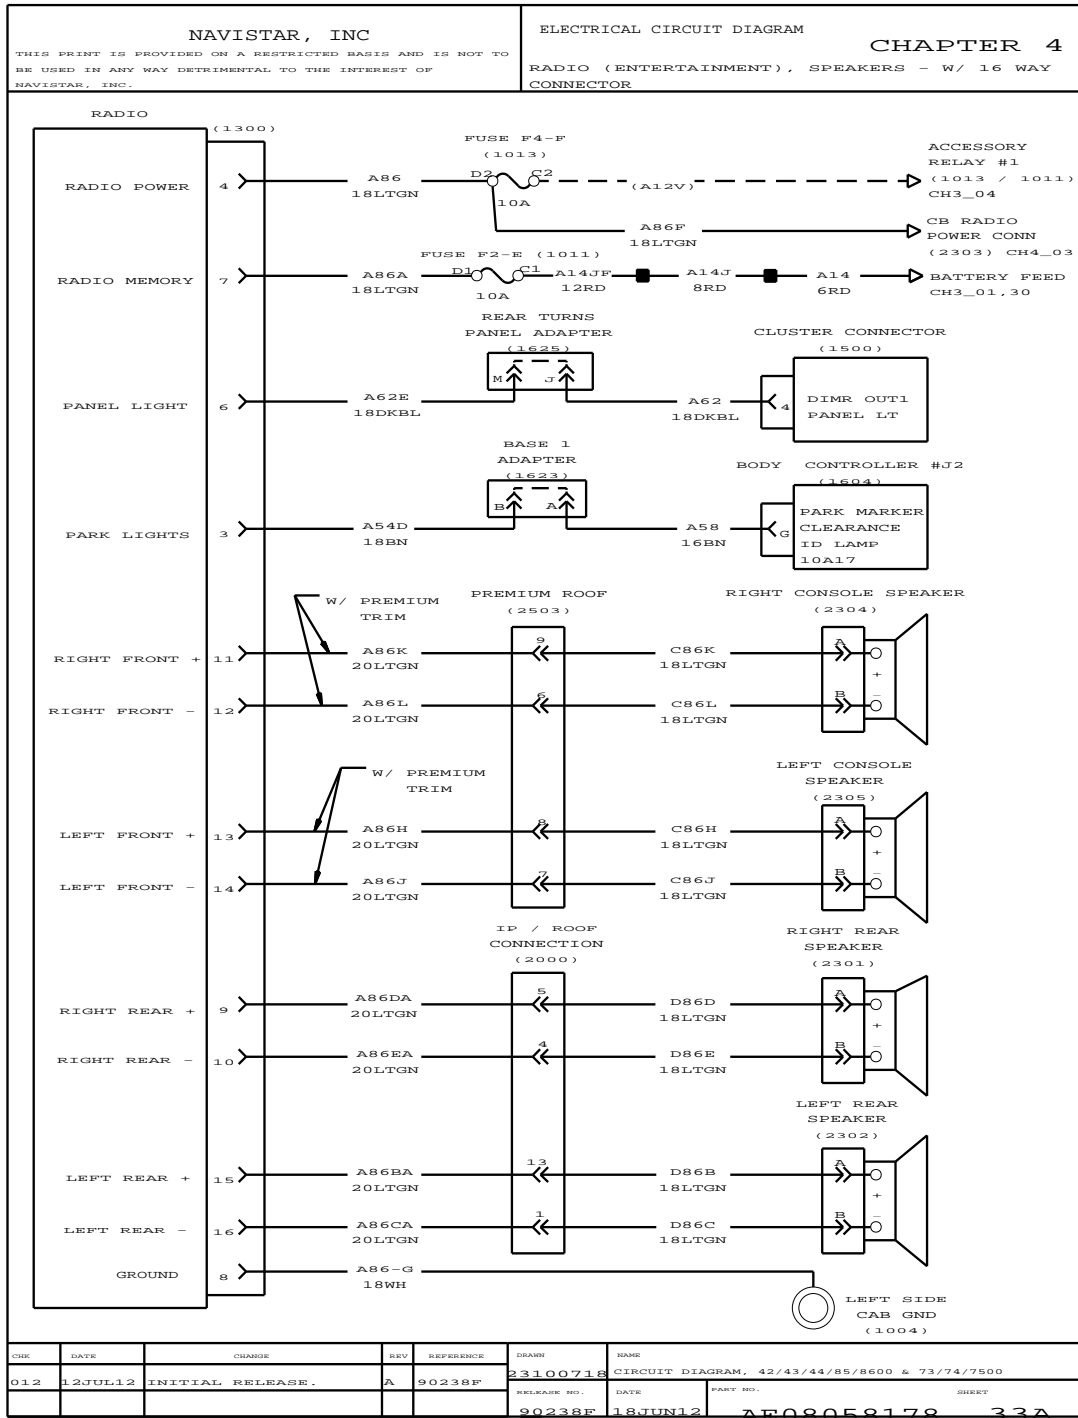 NAVISTAR, INC
THIS PRINT IS PROVIDED ON A RESTRICTED BASIS AND IS NOT TO
BE USED IN ANY WAY DETRIMENTAL TO THE INTEREST OF
NAVISTAR, INC.
ELECTRICAL CIRCUIT DIAGRAM
CHAPTER 4
RADIO (ENTERTAINMENT), SPEAKERS - W/ 16 WAY
CONNECTOR
RADIO
(1300)
FUSE F4-F
(1013)
RADIO POWER 4 A86 D2 C2 (A12V)
18LTGN 10A
ACCESSORY
RELAY #1
(1013 / 1011)
CH3_04
A86F
18LTGN
CB RADIO
POWER CONN
(2303) CH4_03
FUSE F2-E (1011)
RADIO MEMORY 7 A86A D1 C1 A14JF A14J A14
18LTGN 10A 12RD 8RD 6RD
BATTERY FEED
CH3_01,30
REAR TURNS
PANEL ADAPTER
(1625)
M J
CLUSTER CONNECTOR
(1500)
PANEL LIGHT 6 A62E A62 4
18DKBL 18DKBL
DIMR OUT1
PANEL LT
BASE 1
ADAPTER
(1623)
B A
BODY CONTROLLER #J2
(1604)
PARK LIGHTS 3 A54D A58 G
18BN 16BN
PARK MARKER
CLEARANCE
ID LAMP
10A17
W/ PREMIUM
TRIM
PREMIUM ROOF
(2503)
RIGHT CONSOLE SPEAKER
(2304)
RIGHT FRONT + 11 A86K 9 C86K A
20LTGN 18LTGN +
RIGHT FRONT - 12 A86L 6 C86L B -
20LTGN 18LTGN
W/ PREMIUM
TRIM
LEFT CONSOLE
SPEAKER
(2305)
LEFT FRONT + 13 A86H 8 C86H A
20LTGN 18LTGN +
LEFT FRONT - 14 A86J 7 C86J B -
20LTGN 18LTGN
IP / ROOF
CONNECTION
(2000)
RIGHT REAR
SPEAKER
(2301)
RIGHT REAR + 9 A86DA 5 D86D A
20LTGN 18LTGN +
RIGHT REAR - 10 A86EA 4 D86E B -
20LTGN 18LTGN
LEFT REAR
SPEAKER
(2302)
LEFT REAR + 15 A86BA 13 D86B A
20LTGN 18LTGN +
LEFT REAR - 16 A86CA 1 D86C B -
20LTGN 18LTGN
GROUND 8 A86-G
18WH
LEFT SIDE
CAB GND
(1004)
CHK DATE CHANGE REV REFERENCE
012 12JUL12 INITIAL RELEASE. A 90238F
DRAWN
23100718
NAME
CIRCUIT DIAGRAM, 42/43/44/85/8600 & 73/74/7500
RELEASE NO.
90238F
DATE
18JUN12
PART NO.
AE08058178
SHEET
33A